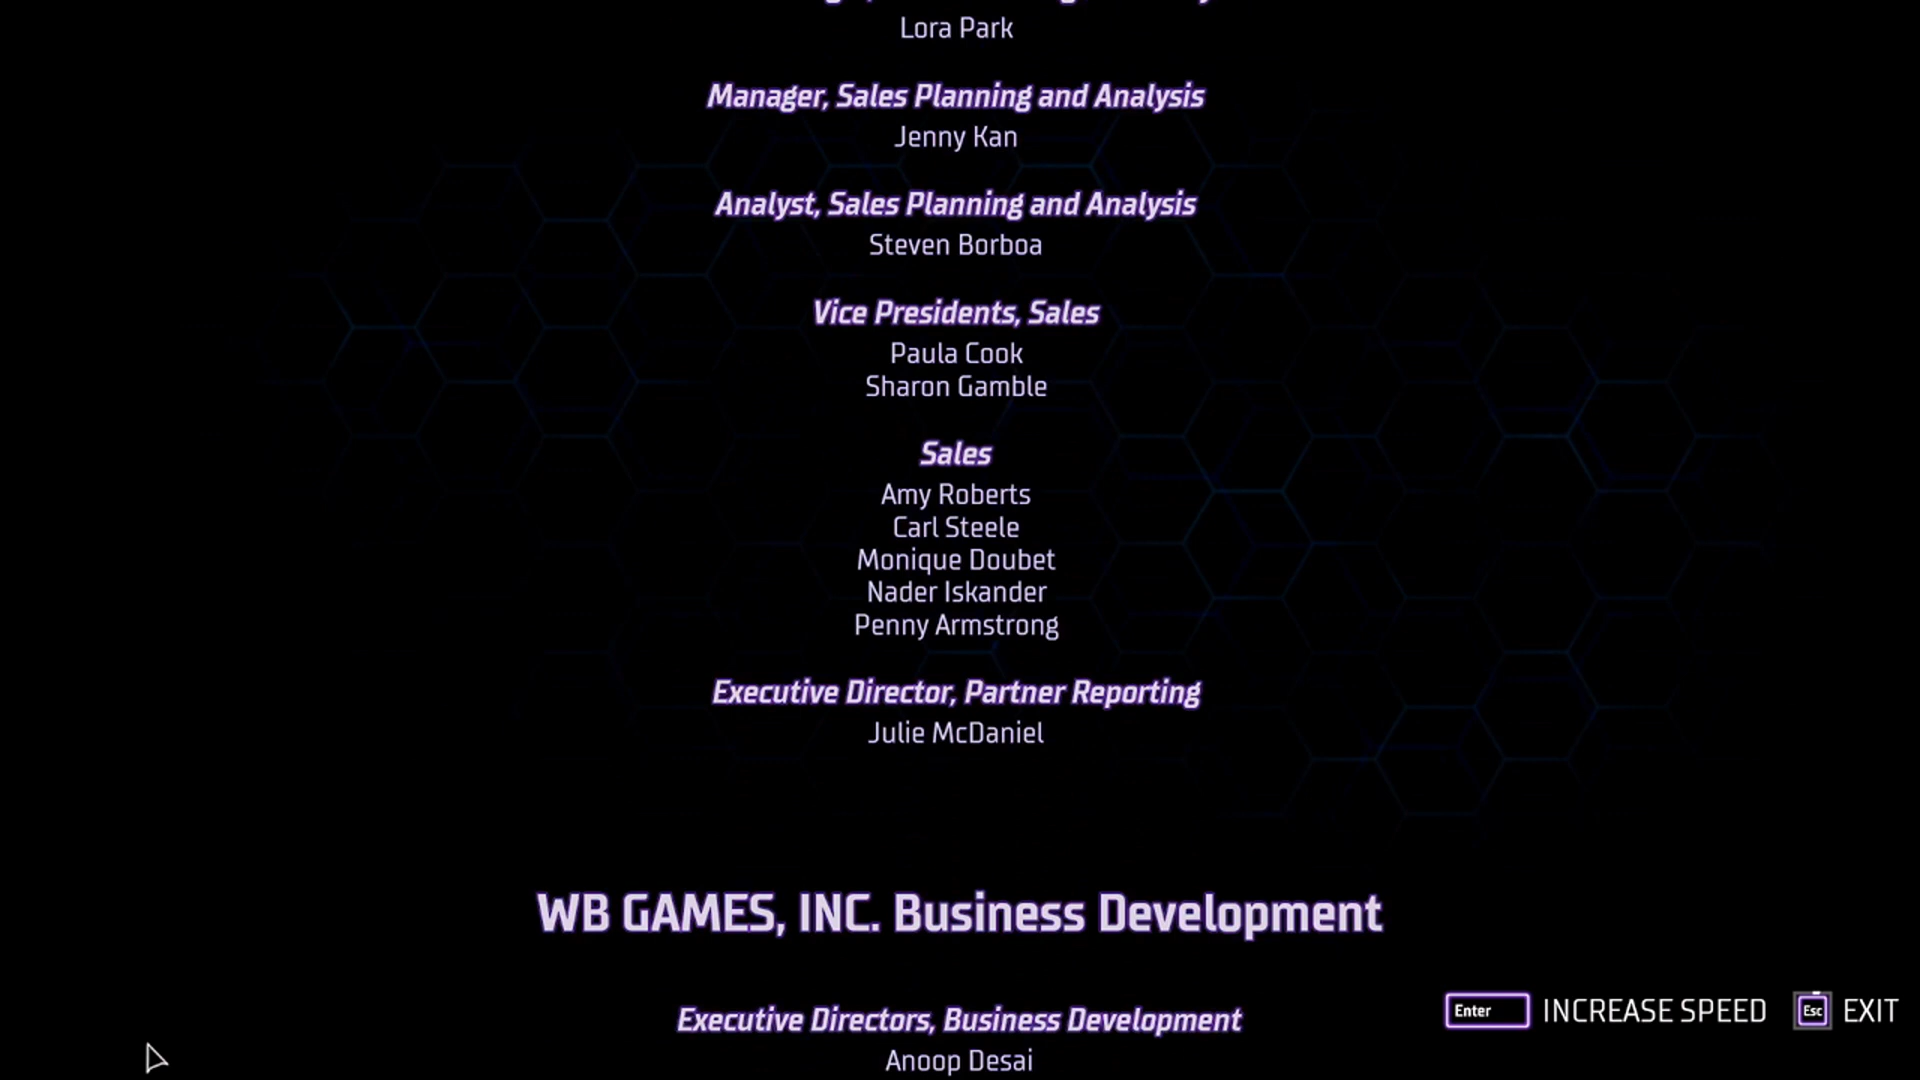 Lora Park
Manager, Sales Planning and Analysis
Jenny Kan
Analyst, Sales Planning and Analysis
Steven Borboa
Vice Presidents, Sales
Paula Cook
Sharon Gamble
Sales
Amy Roberts
Carl Steele
Monique Doubet
Nader Iskander
Penny Armstrong
Executive Director, Partner Reporting
Julie McDaniel
WB GAMES, INC. Business Development
Executive Directors, Business Development
Anoop Desai
Enter INCREASE SPEED Esc EXIT